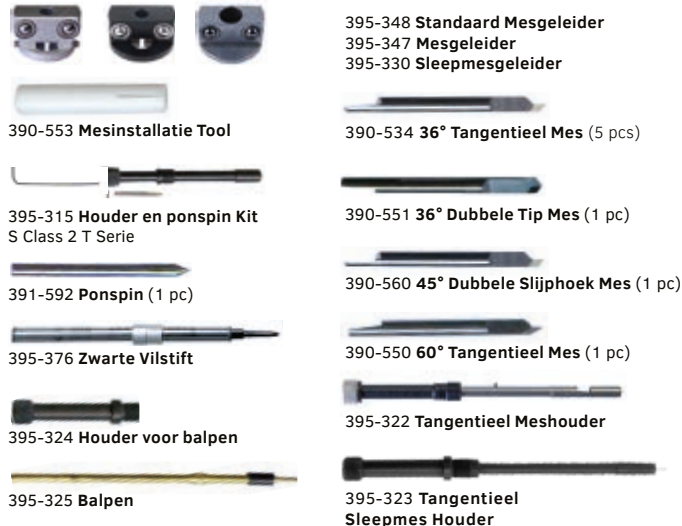 395-348 Standaard Mesgeleider
395-347 Mesgeleider
395-330 Sleepmesgeleider
390-553 Mesinstallatie Tool
390-534 36° Tangentieel Mes (5 pcs)
395-315 Houder en ponspin Kit
S Class 2 T Serie
390-551 36° Dubbele Tip Mes (1 pc)
391-592 Ponspin (1 pc)
390-560 45° Dubbele Slijphoek Mes (1 pc)
395-376 Zwarte Vilstift
390-550 60° Tangentieel Mes (1 pc)
395-324 Houder voor balpen
395-322 Tangentieel Meshouder
395-325 Balpen
395-323 Tangentieel
Sleepmes Houder